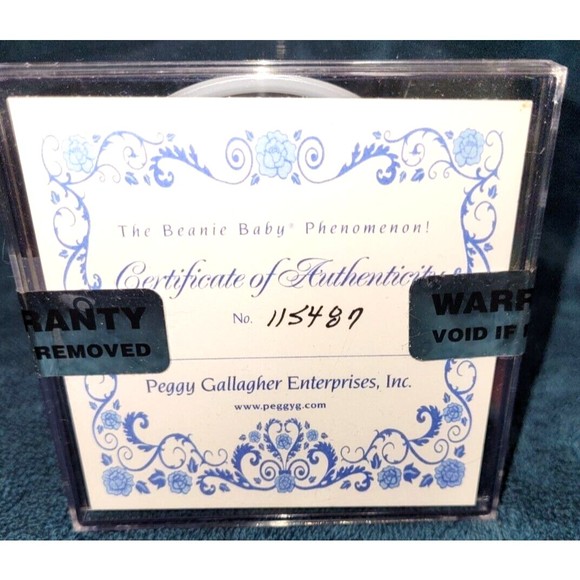 The Beanie Baby® Phenomenon!
Certificate of Authenticity
No. 115487
RANTY
REMOVED
WARR
VOID IF
Peggy Gallagher Enterprises, Inc.
www.peggyg.com